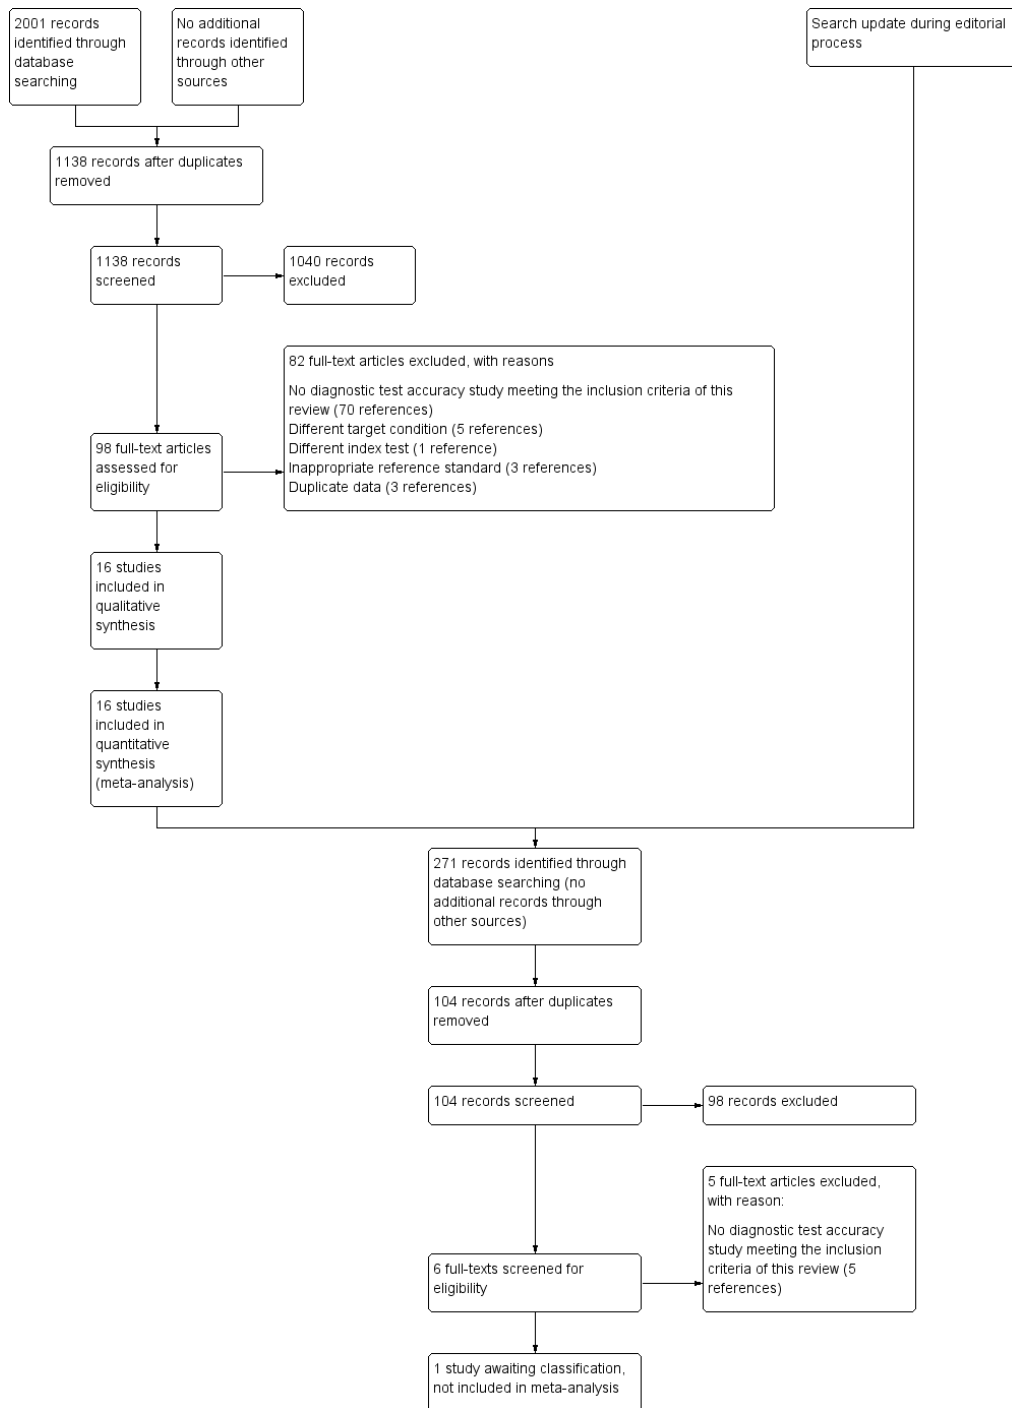 2001 records
identified through
database
searching
No additional
records identified
through other
sources
Search update during editorial
process
1138 records after duplicates
removed
1138 records
screened
1040 records
excluded
82 full-text articles excluded, with reasons
No diagnostic test accuracy study meeting the inclusion criteria of this
review (70 references)
Different target condition (5 references)
Different index test (1 reference)
Inappropriate reference standard (3 references)
Duplicate data (3 references)
98 full-text articles
assessed for
eligibility
16 studies
included in
qualitative
synthesis
16 studies
included in
quantitative
synthesis
(meta-analysis)
271 records identified through
database searching (no
additional records through
other sources)
104 records after duplicates
removed
104 records screened
98 records excluded
5 full-text articles excluded,
with reason:
No diagnostic test accuracy
study meeting the inclusion
criteria of this review (5
references)
6 full-texts screened for
eligibility
1 study awaiting classification,
not included in meta-analysis